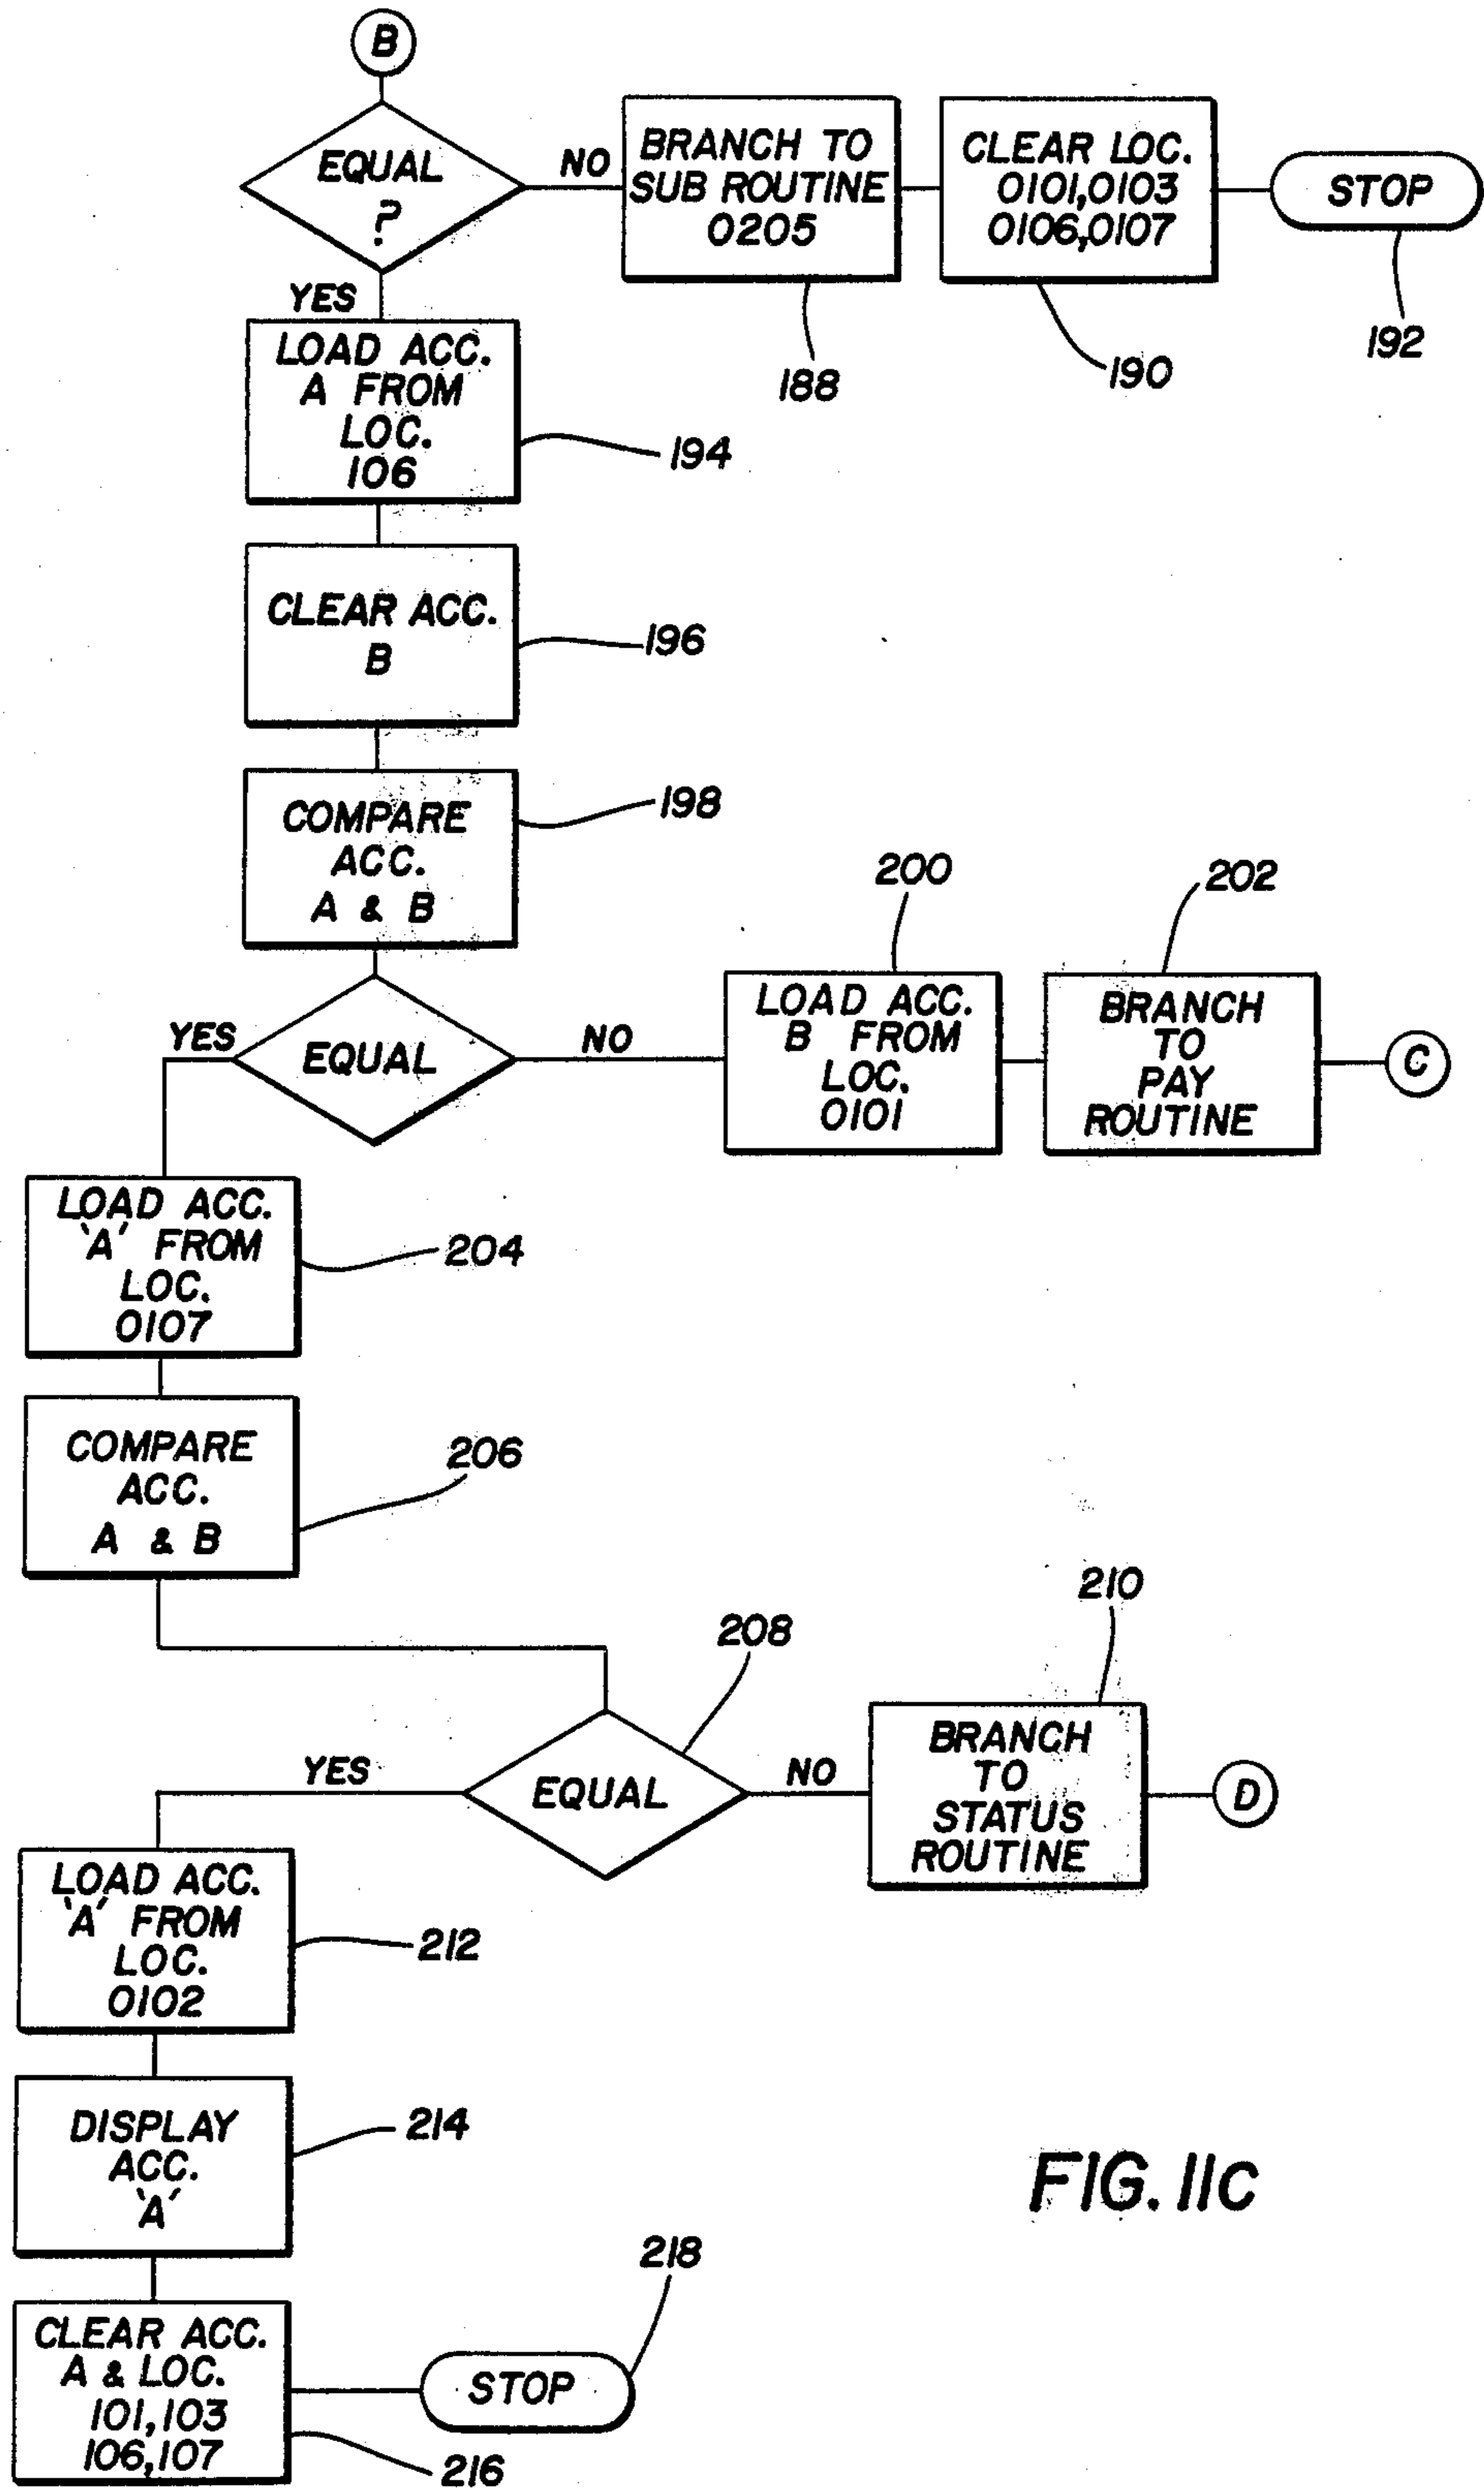 B
EQUAL
?
NO
BRANCH TO
SUB ROUTINE
0205
CLEAR LOC.
0101,0103
0106,0107
STOP
188
190
192
YES
LOAD ACC.
A FROM
LOC.
106
194
CLEAR ACC.
B
196
COMPARE
ACC.
A & B
198
EQUAL
YES
NO
200
LOAD ACC.
B FROM
LOC.
0101
202
BRANCH
TO
PAY
ROUTINE
C
LOAD ACC.
'A' FROM
LOC.
0107
204
COMPARE
ACC.
A & B
206
208
EQUAL
YES
NO
210
BRANCH
TO
STATUS
ROUTINE
D
LOAD ACC.
'A' FROM
LOC.
0102
212
DISPLAY
ACC.
'A'
214
CLEAR ACC.
A & LOC.
101,103
106,107
216
STOP
218
FIG. 11C